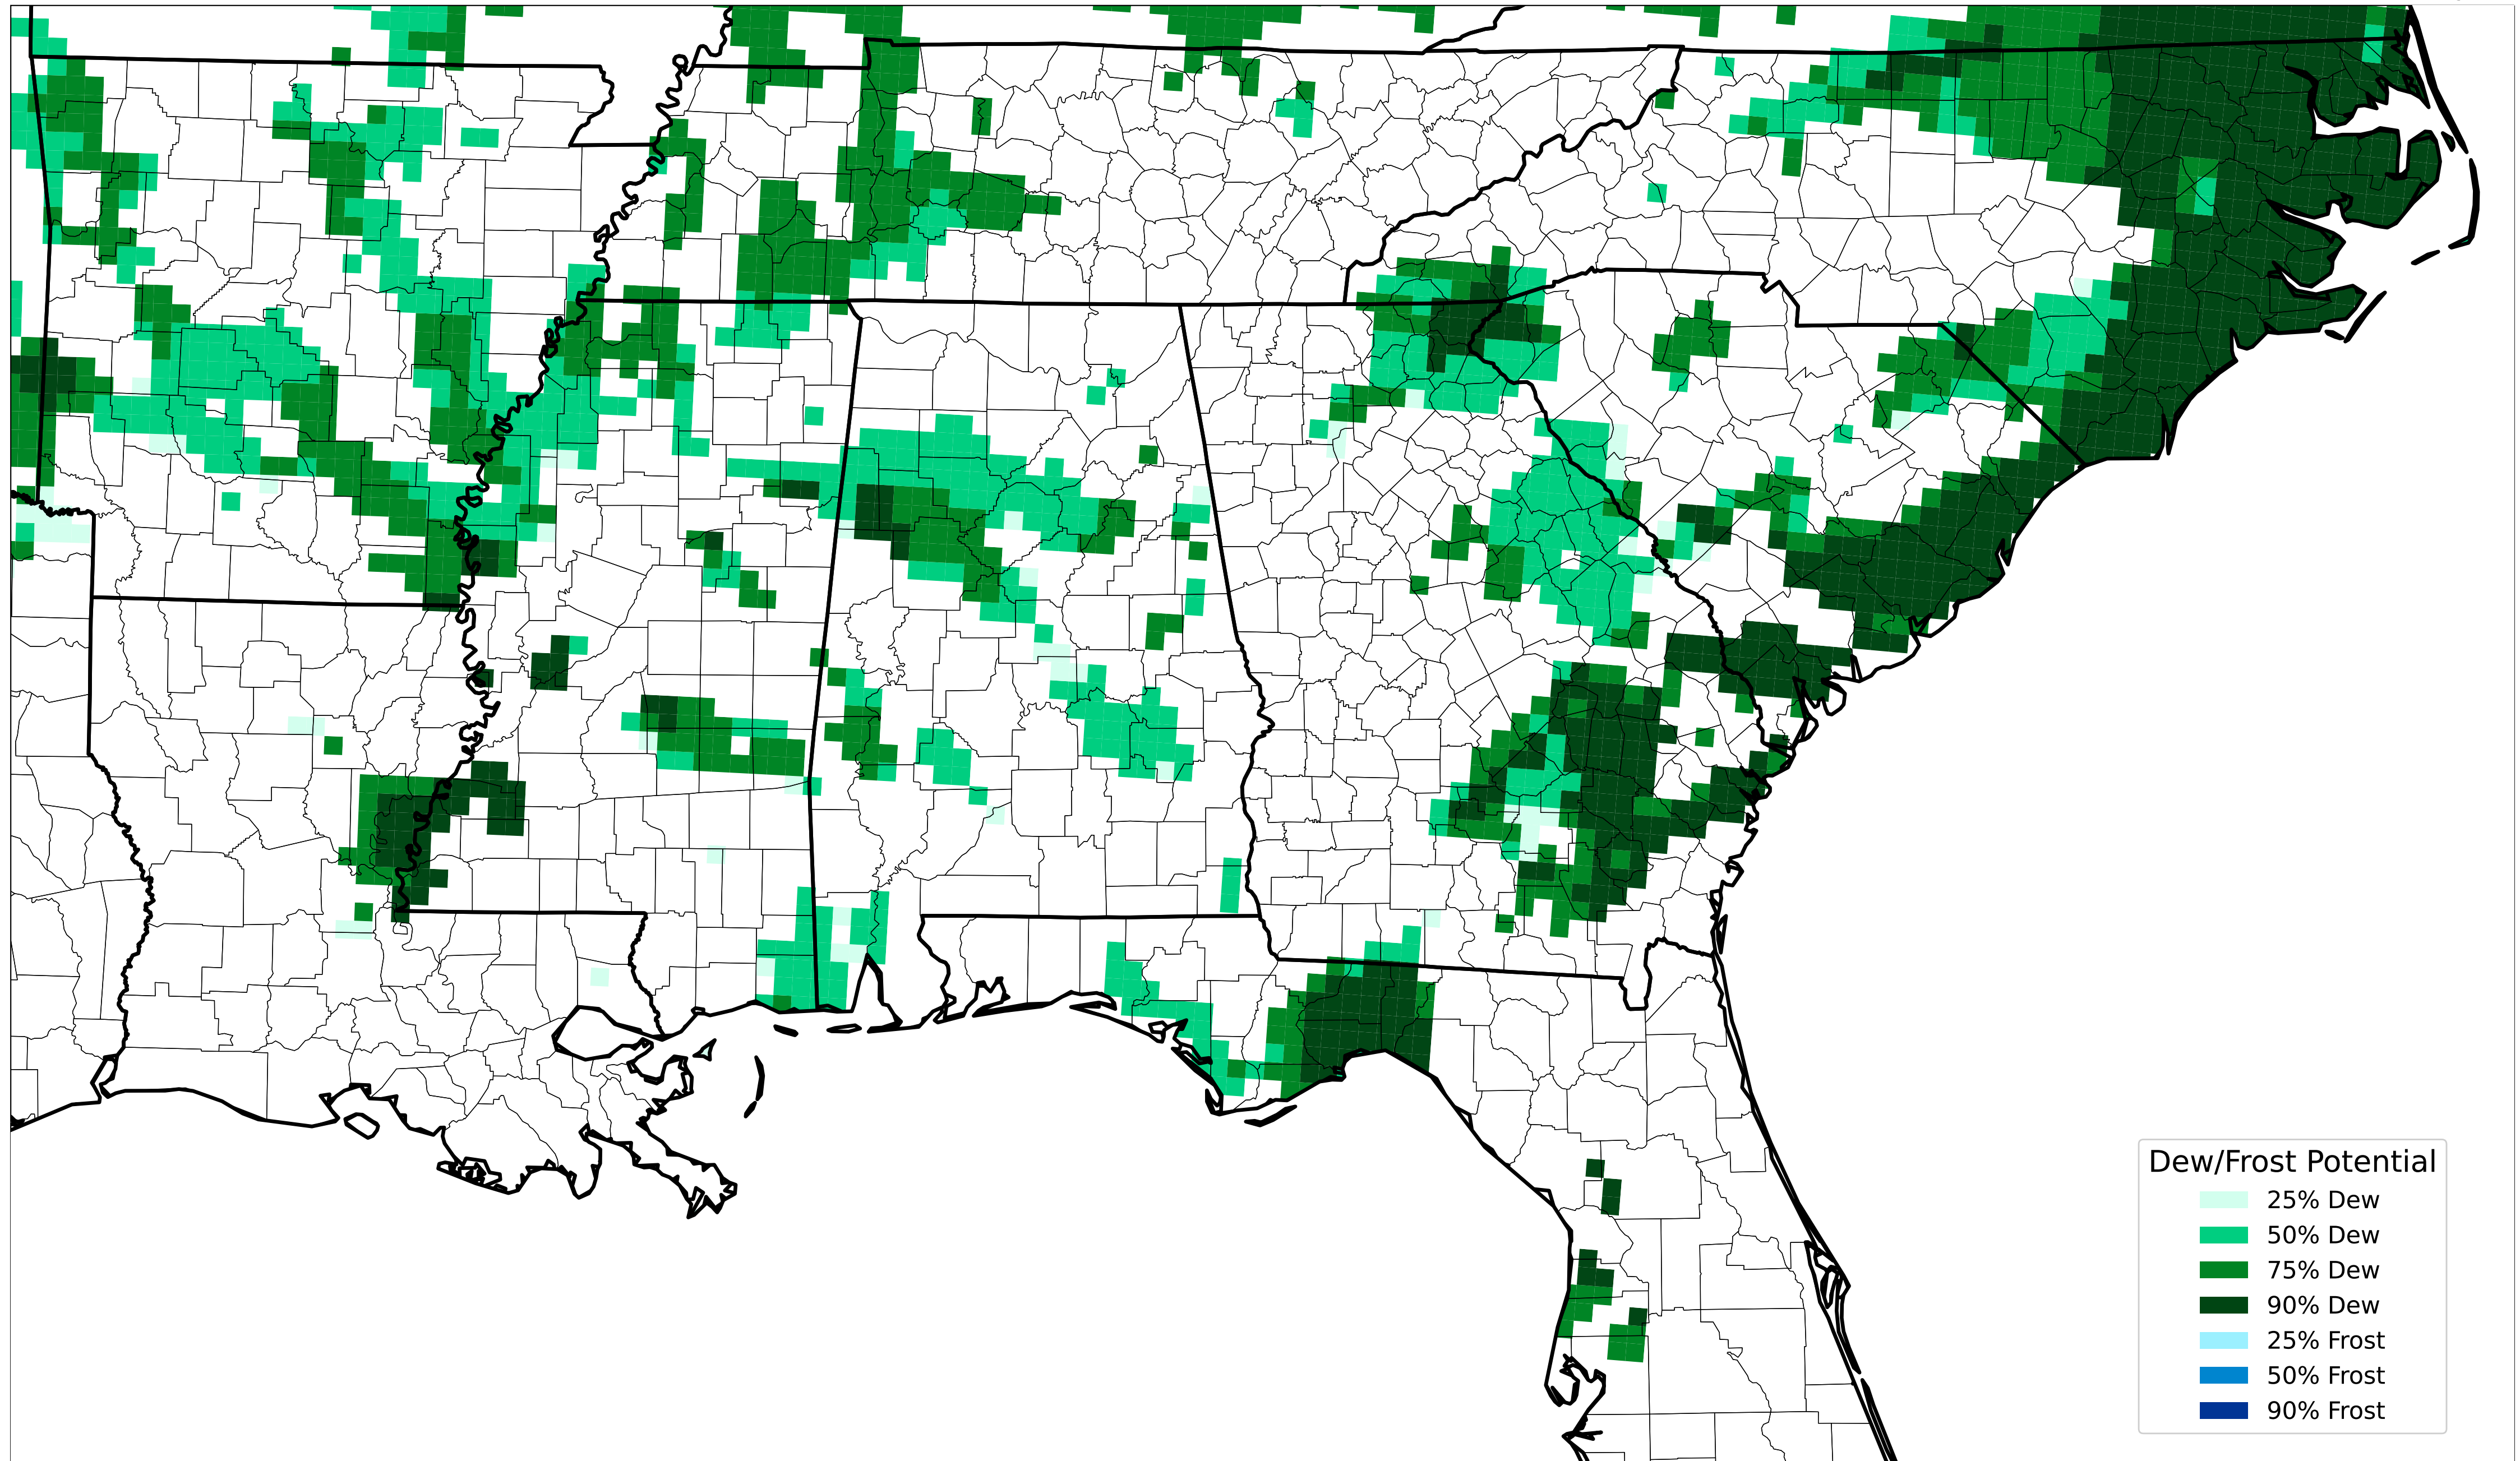 Dew/Frost Potential
25% Dew
50% Dew
75% Dew
90% Dew
25% Frost
50% Frost
90% Frost